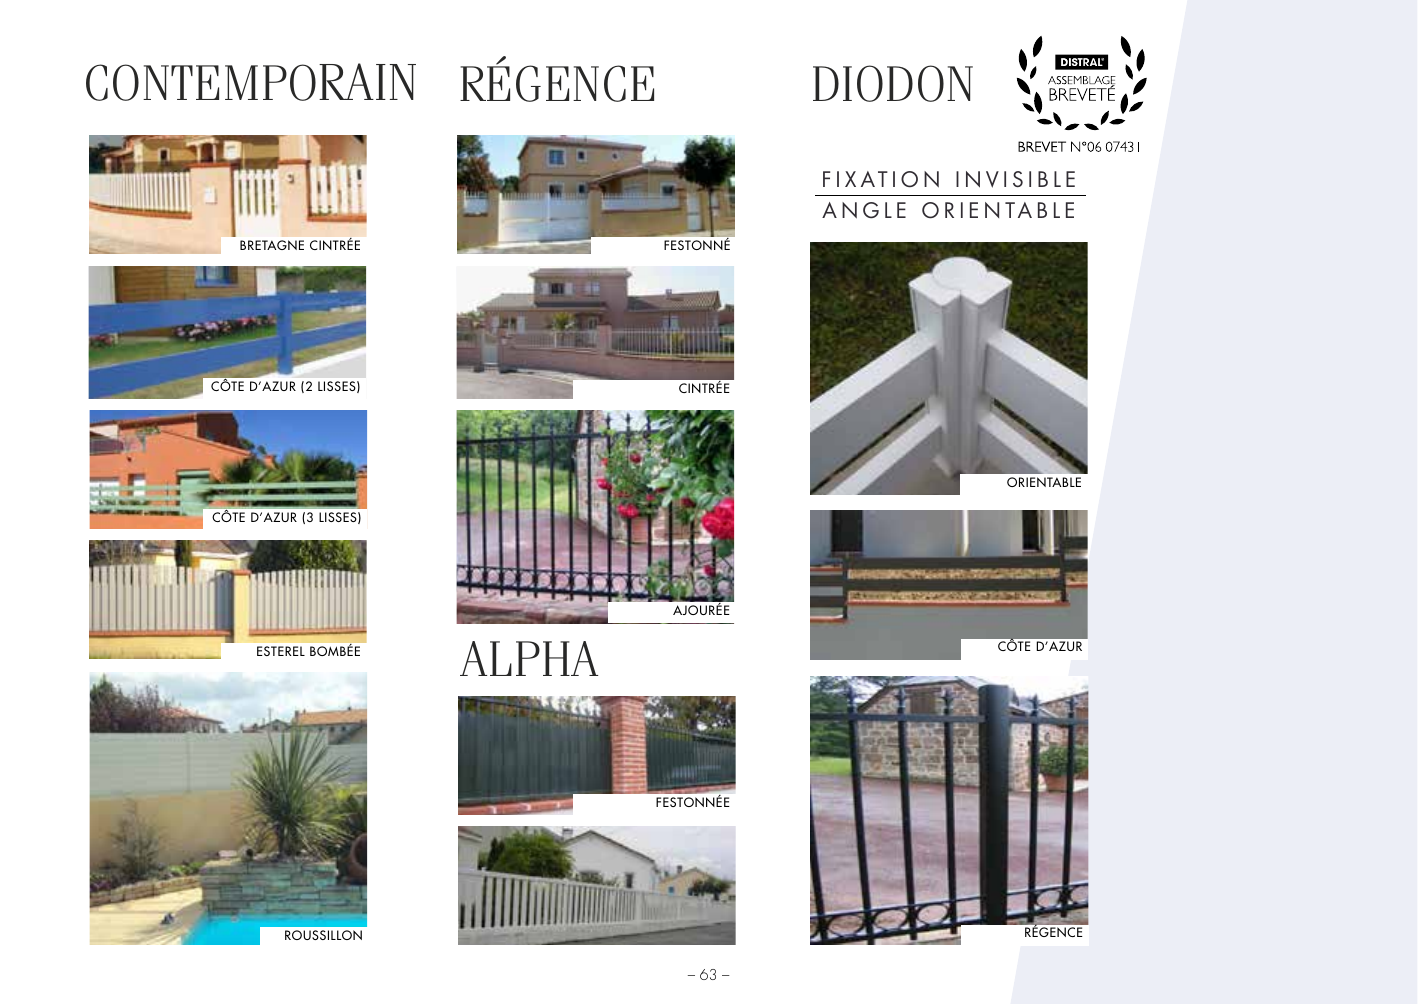 CONTEMPORAIN
BRETAGNE CINTRÉE
CÔTE D’AZUR (2 LISSES)
CÔTE D’AZUR (3 LISSES)
ESTEREL BOMBÉE
ROUSSILLON
RÉGENCE
FESTONNÉ
CINTRÉE
AJOURÉE
ALPHA
FESTONNÉE
DIODON
DISTRAL®
ASSEMBLAGE
BREVETÉ
BREVET N°06 07431
FIXATION INVISIBLE
ANGLE ORIENTABLE
ORIENTABLE
CÔTE D’AZUR
RÉGENCE
– 63 –